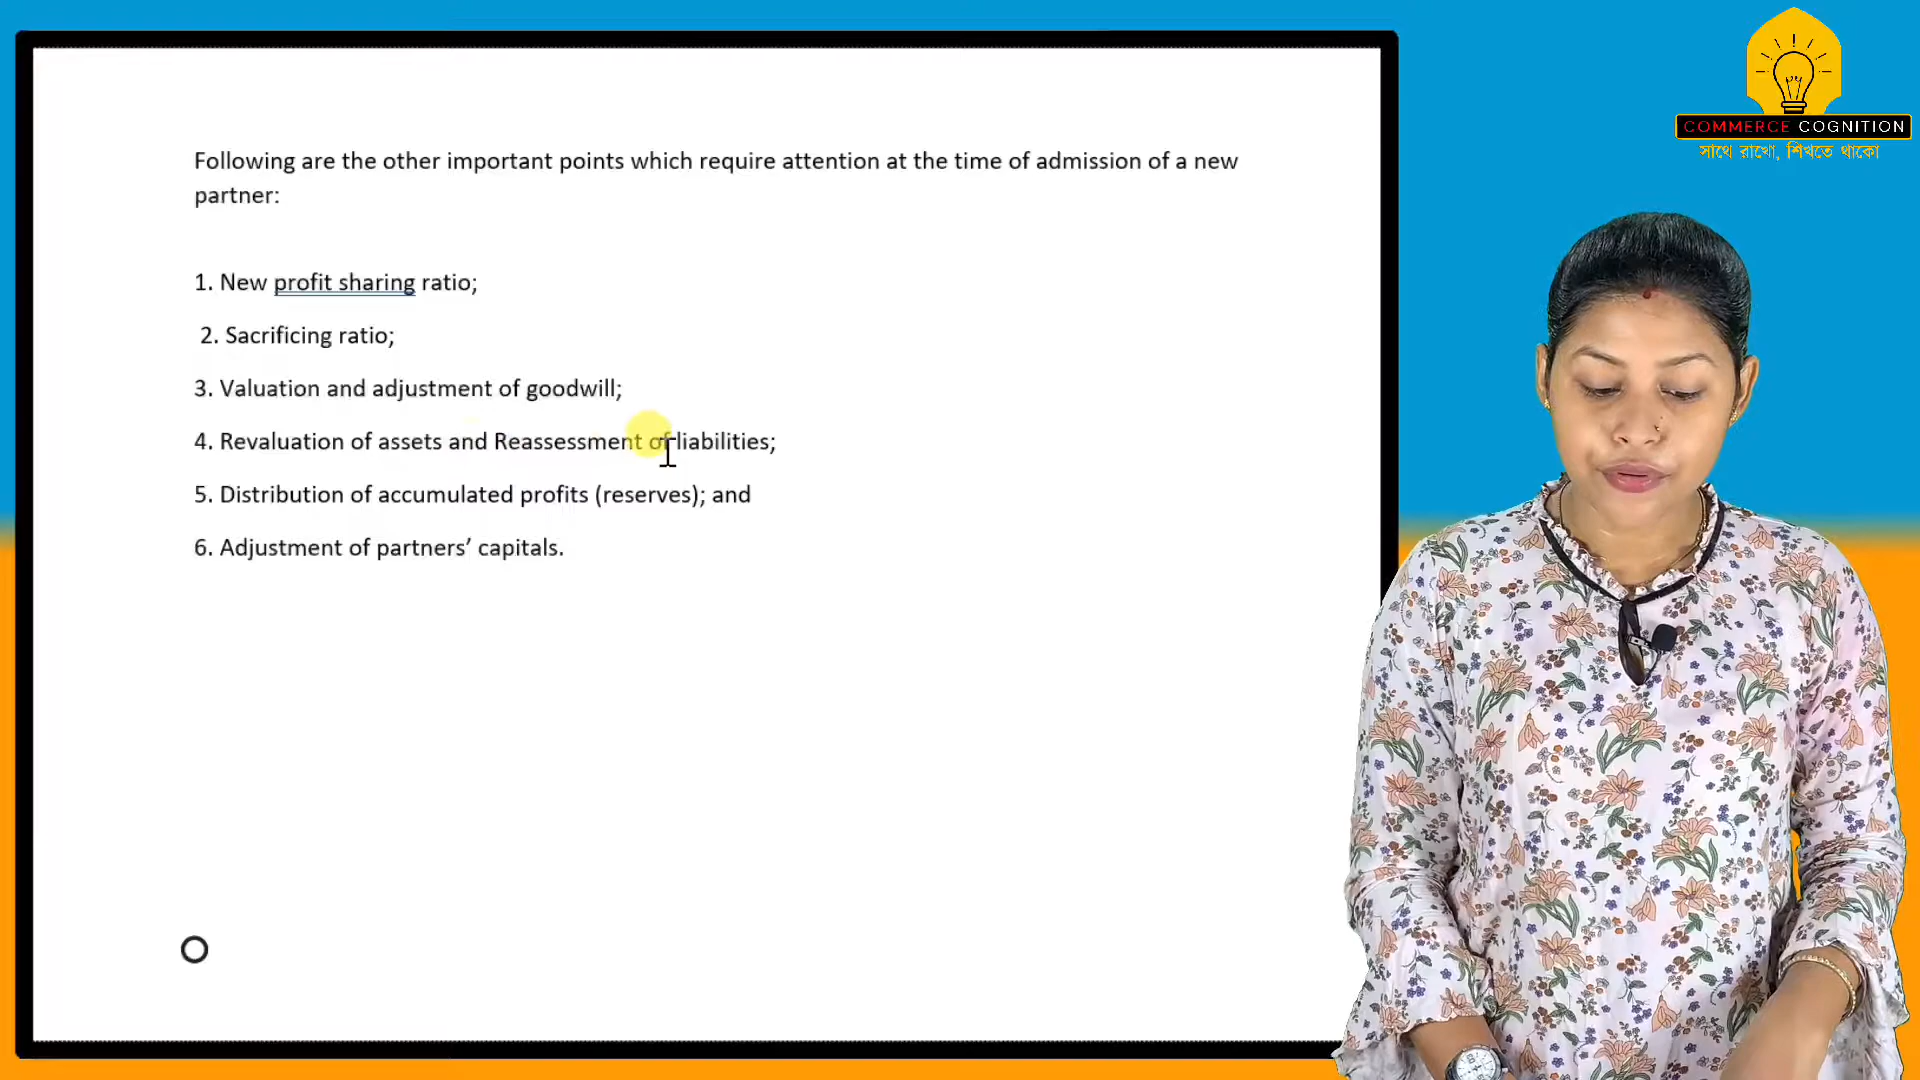 COMMERCE COGNITION
সাথে রাখো, শিখতে থাকো
Following are the other important points which require attention at the time of admission of a new
partner:
1. New profit sharing ratio;
2. Sacrificing ratio;
3. Valuation and adjustment of goodwill;
4. Revaluation of assets and Reassessment of liabilities;
5. Distribution of accumulated profits (reserves); and
6. Adjustment of partners’ capitals.